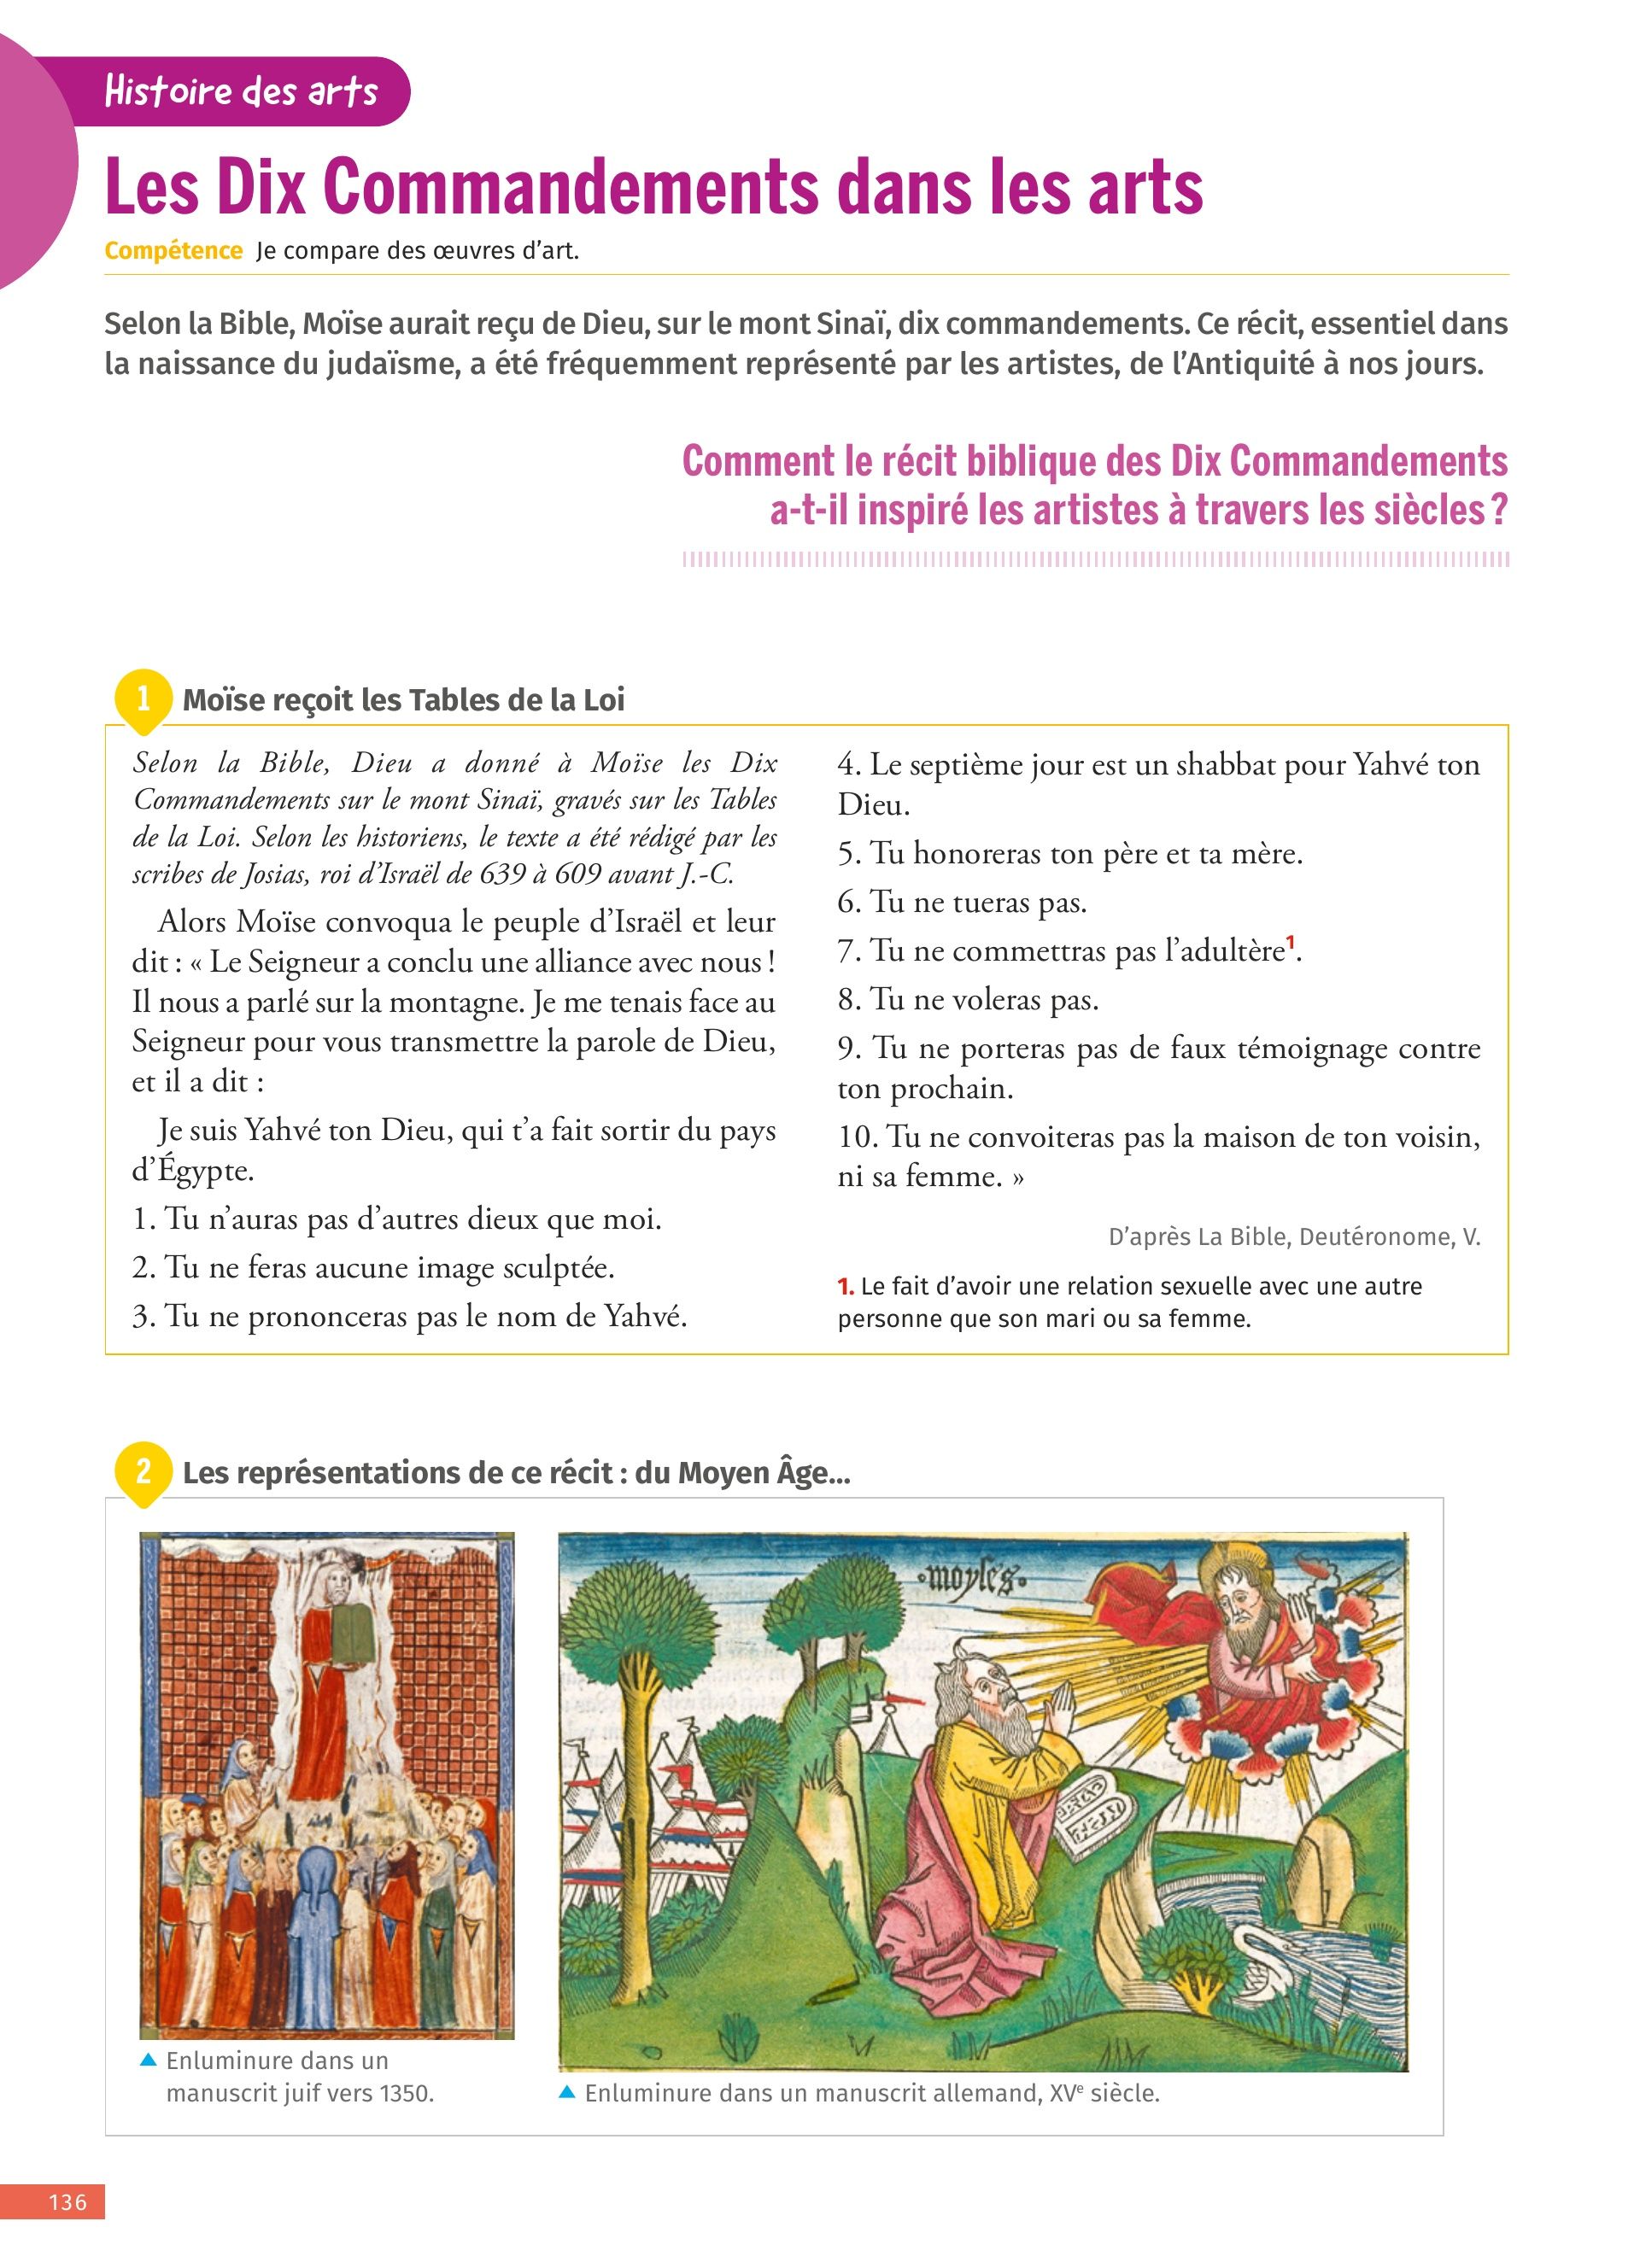 Histoire des arts
Les Dix Commandements dans les arts
Compétence Je compare des œuvres d’art.
Selon la Bible, Moïse aurait reçu de Dieu, sur le mont Sinaï, dix commandements. Ce récit, essentiel dans
la naissance du judaïsme, a été fréquemment représenté par les artistes, de l’Antiquité à nos jours.
Comment le récit biblique des Dix Commandements
a-t-il inspiré les artistes à travers les siècles ?
1 Moïse reçoit les Tables de la Loi
Selon la Bible, Dieu a donné à Moïse les Dix
Commandements sur le mont Sinaï, gravés sur les Tables
de la Loi. Selon les historiens, le texte a été rédigé par les
scribes de Josias, roi d’Israël de 639 à 609 avant J.-C.
Alors Moïse convoqua le peuple d’Israël et leur
dit : « Le Seigneur a conclu une alliance avec nous !
Il nous a parlé sur la montagne. Je me tenais face au
Seigneur pour vous transmettre la parole de Dieu,
et il a dit :
Je suis Yahvé ton Dieu, qui t’a fait sortir du pays
d’Égypte.
1. Tu n’auras pas d’autres dieux que moi.
2. Tu ne feras aucune image sculptée.
3. Tu ne prononceras pas le nom de Yahvé.
4. Le septième jour est un shabbat pour Yahvé ton
Dieu.
5. Tu honoreras ton père et ta mère.
6. Tu ne tueras pas.
7. Tu ne commettras pas l’adultère¹.
8. Tu ne voleras pas.
9. Tu ne porteras pas de faux témoignage contre
ton prochain.
10. Tu ne convoiteras pas la maison de ton voisin,
ni sa femme. »
D’après La Bible, Deutéronome, V.
1. Le fait d’avoir une relation sexuelle avec une autre
personne que son mari ou sa femme.
2 Les représentations de ce récit : du Moyen Âge...
moyses
▲ Enluminure dans un
manuscrit juif vers 1350.
▲ Enluminure dans un manuscrit allemand, XVe siècle.
136